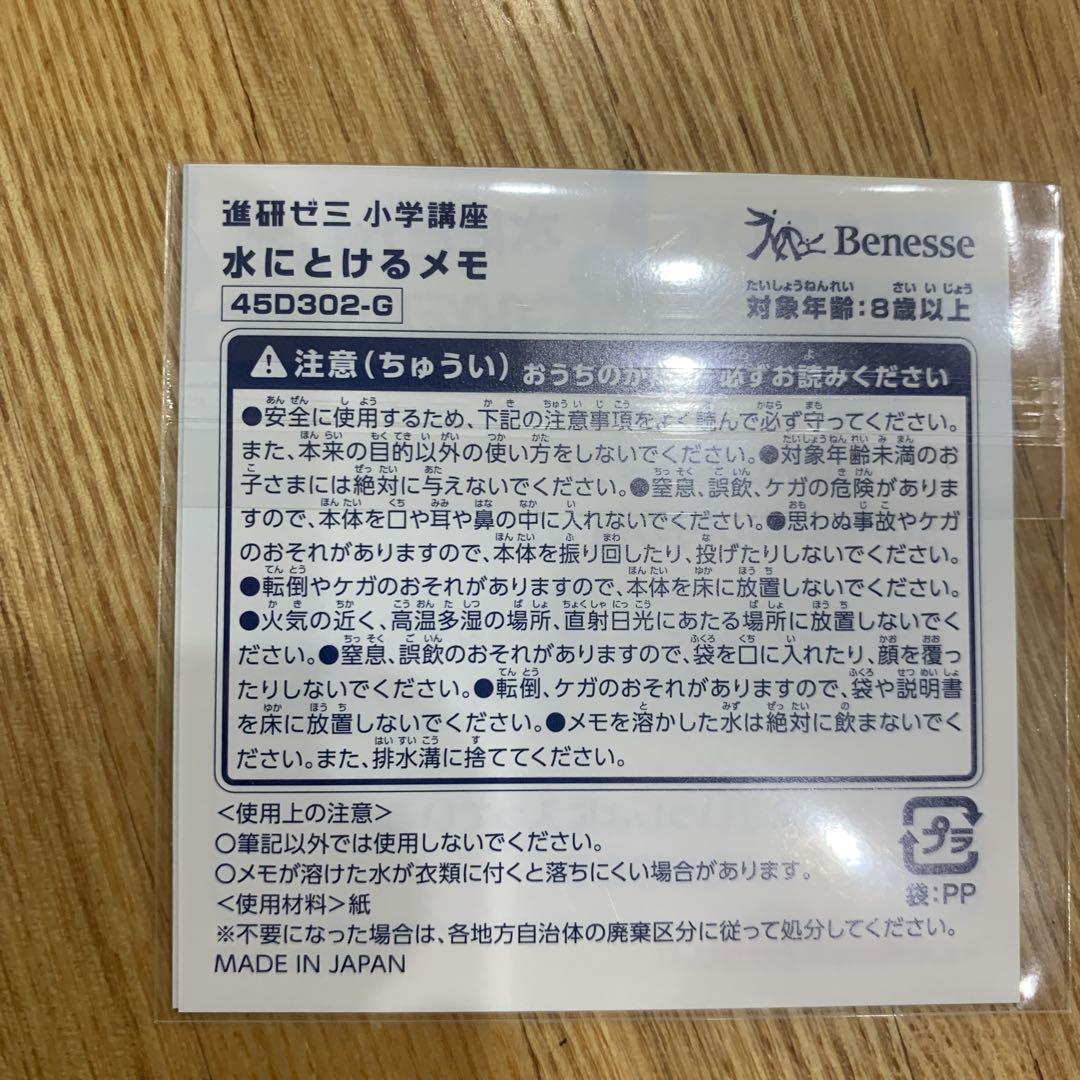 進研ゼミ 小学講座
水にとけるメモ
45D302-G
Benesse
たいしょうねんれい さい い じょう
対象年齢:8歳以上
注意(ちゅうい) おうちのか 必ずお読みください
●安全に使用するため、下記の注意事項をよく読んで必ず守ってください。
また、本来の目的以外の使い方をしないでください。●対象年齢未満のお
子さまには絶対に与えないでください。●窒息、誤飲、ケガの危険がありま
すので、本体を口や耳や鼻の中に入れないでください。●思わぬ事故やケガ
のおそれがありますので、本体を振り回したり、投げたりしないでください。
●転倒やケガのおそれがありますので、本体を床に放置しないでください。
●火気の近く、高温多湿の場所、直射日光にあたる場所に放置しないでく
ださい。●窒息、誤飲のおそれがありますので、袋を口に入れたり、顔を覆っ
たりしないでください。●転倒、ケガのおそれがありますので、袋や説明書
を床に放置しないでください。●メモを溶かした水は絶対に飲まないでく
ださい。また、排水溝に捨ててください。
<使用上の注意>
○筆記以外では使用しないでください。
○メモが溶けた水が衣類に付くと落ちにくい場合があります。
<使用材料>紙
※不要になった場合は、各地方自治体の廃棄区分に従って処分してください。
MADE IN JAPAN
プラ
袋:PP